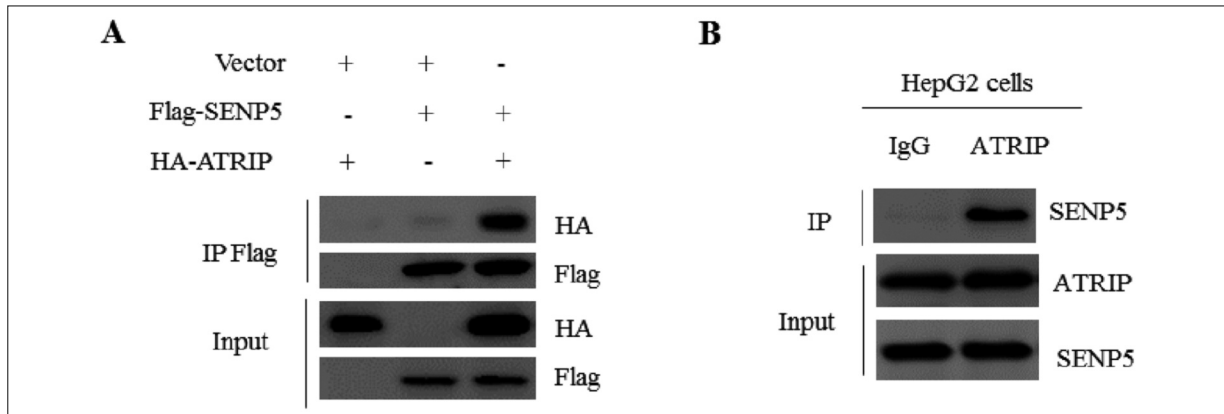 A
Vector + + -
Flag-SENP5 - + +
HA-ATRIP + - +
IP Flag
HA
Flag
Input
HA
Flag
B
HepG2 cells
IgG ATRIP
IP
SENP5
Input
ATRIP
SENP5